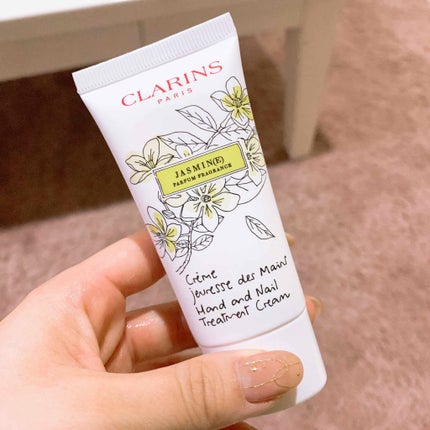 CLARINS
PARIS
JASMIN(E)
PARFUM FRAGRANCE
Crème
jeunesse des Mains
Hand and Nail
Treatment Cream